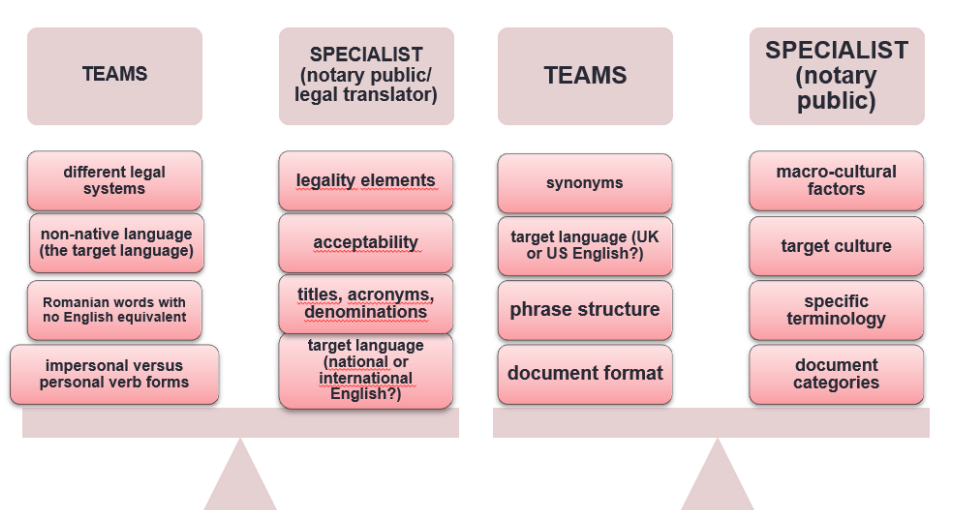 TEAMS
SPECIALIST
(notary public/
legal translator)
TEAMS
SPECIALIST
(notary
public)
different legal
systems
non-native language
(the target language)
Romanian words with
no English equivalent
impersonal versus
personal verb forms
legality elements
acceptability
titles, acronyms,
denominations
target language
(national or
international
English?)
synonyms
target language (UK
or US English?)
phrase structure
document format
macro-cultural
factors
target culture
specific
terminology
document
categories